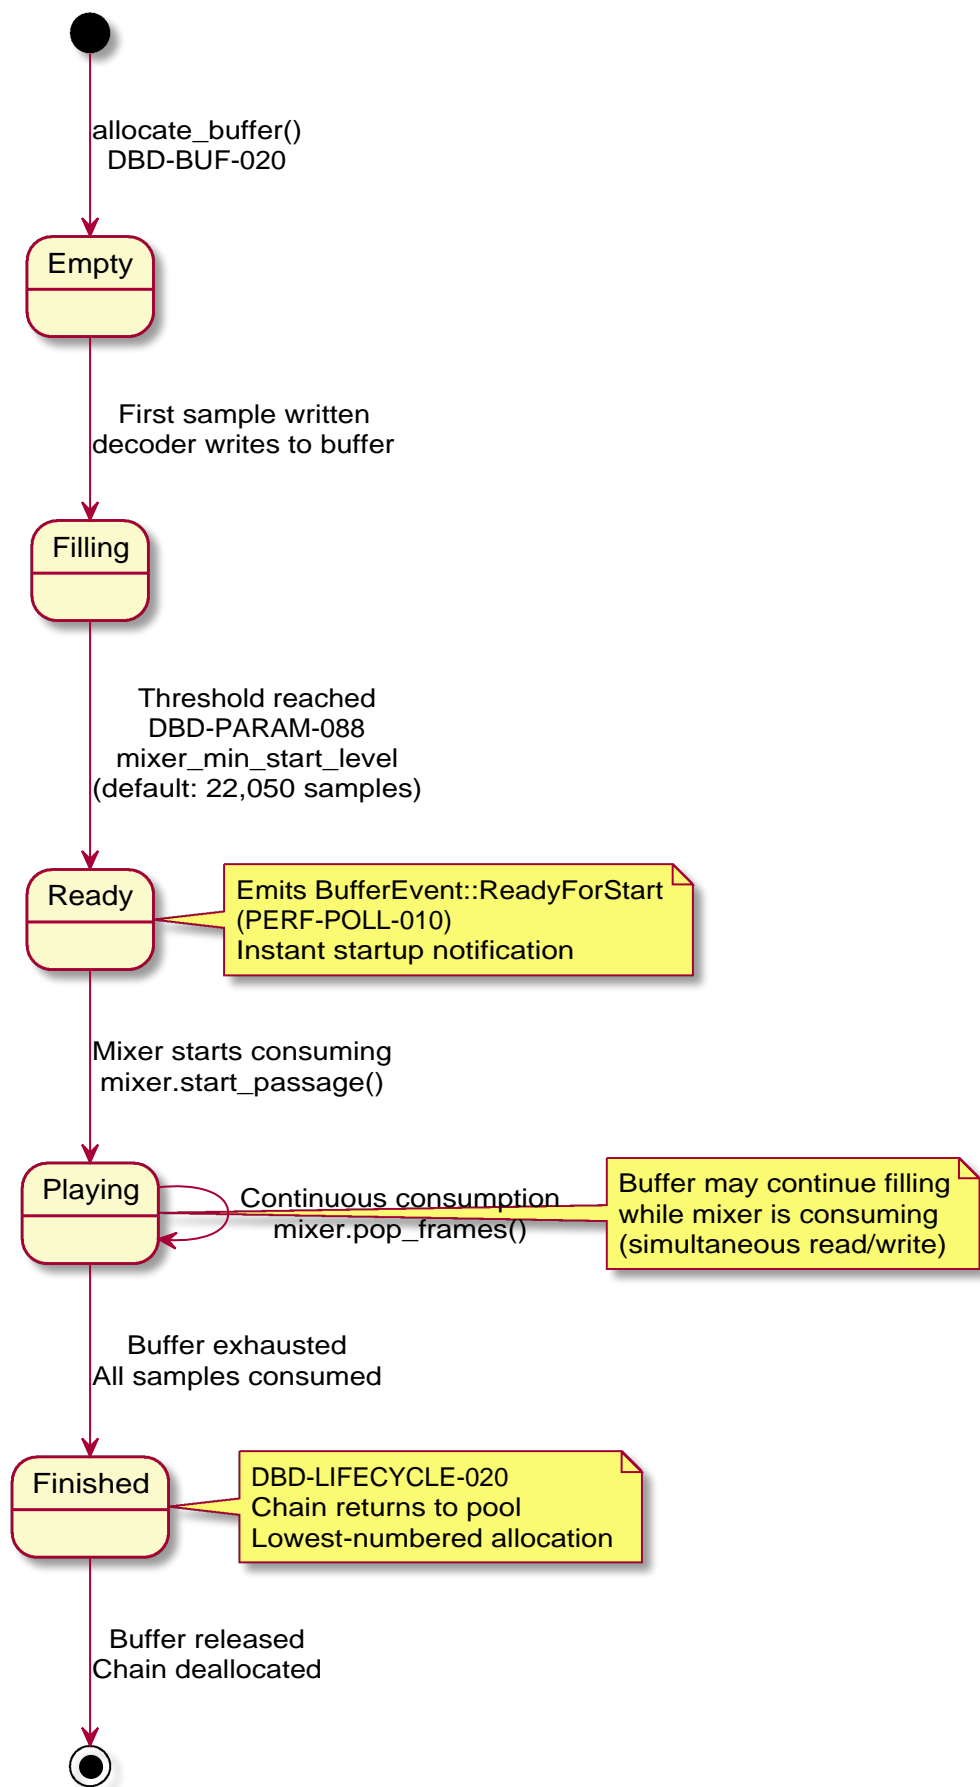 allocate_buffer()
DBD-BUF-020
Empty
First sample written
decoder writes to buffer
Filling
Threshold reached
DBD-PARAM-088
mixer_min_start_level
(default: 22,050 samples)
Ready
Emits BufferEvent::ReadyForStart
(PERF-POLL-010)
Instant startup notification
Mixer starts consuming
mixer.start_passage()
Playing
Continuous consumption
mixer.pop_frames()
Buffer may continue filling
while mixer is consuming
(simultaneous read/write)
Buffer exhausted
All samples consumed
Finished
DBD-LIFECYCLE-020
Chain returns to pool
Lowest-numbered allocation
Buffer released
Chain deallocated